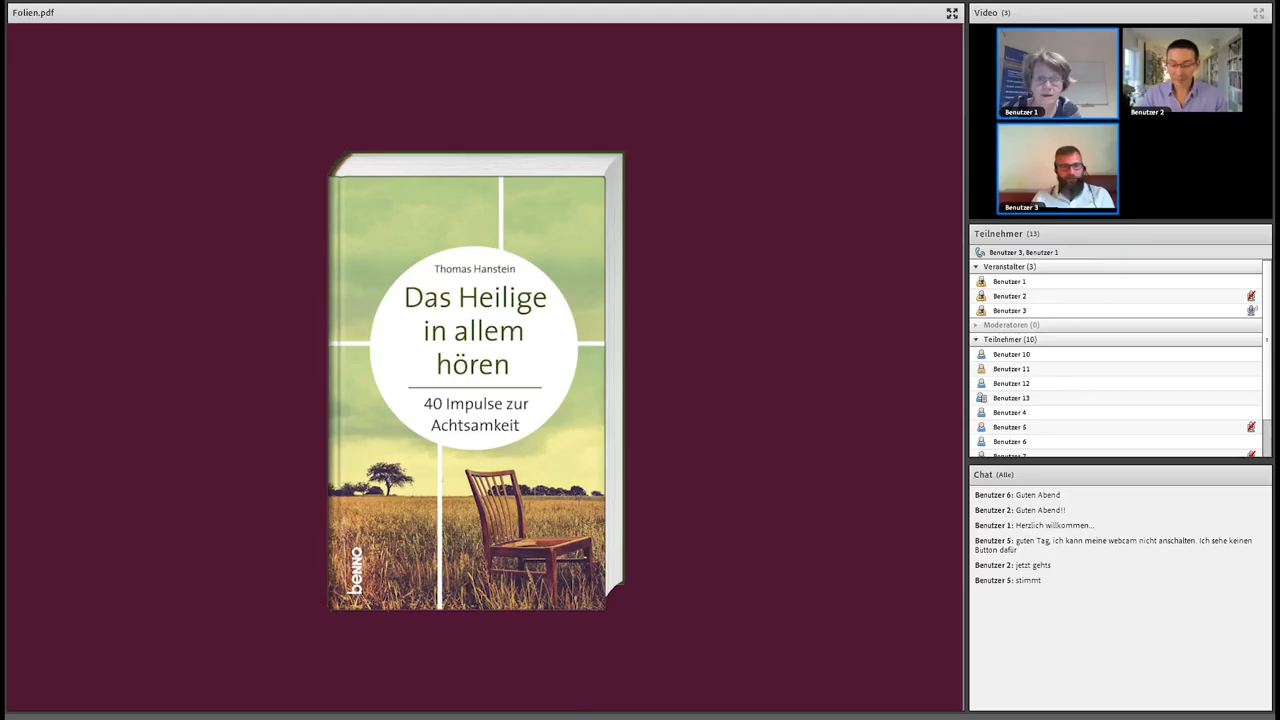 Folien.pdf
Thomas Hanstein
Das Heilige
in allem
hören
40 Impulse zur
Achtsamkeit
benno
Video (3)
Benutzer 1
Benutzer 2
Benutzer 3
Teilnehmer (13)
Benutzer 3, Benutzer 1
Veranstalter (3)
Benutzer 1
Benutzer 2
Benutzer 3
Moderatoren (0)
Teilnehmer (10)
Benutzer 10
Benutzer 11
Benutzer 12
Benutzer 13
Benutzer 4
Benutzer 5
Benutzer 6
Chat (Alle)
Benutzer 6: Guten Abend
Benutzer 2: Guten Abend!!
Benutzer 1: Herzlich willkommen...
Benutzer 5: guten Tag, ich kann meine webcam nicht anschalten. Ich sehe keinen
Button dafür
Benutzer 2: jetzt gehts
Benutzer 5: stimmt